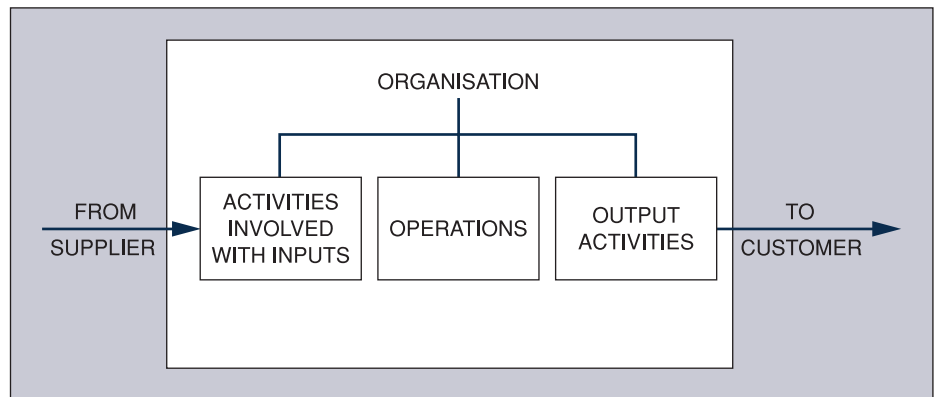 ORGANISATION
FROM
SUPPLIER
ACTIVITIES
INVOLVED
WITH INPUTS
OPERATIONS
OUTPUT
ACTIVITIES
TO
CUSTOMER